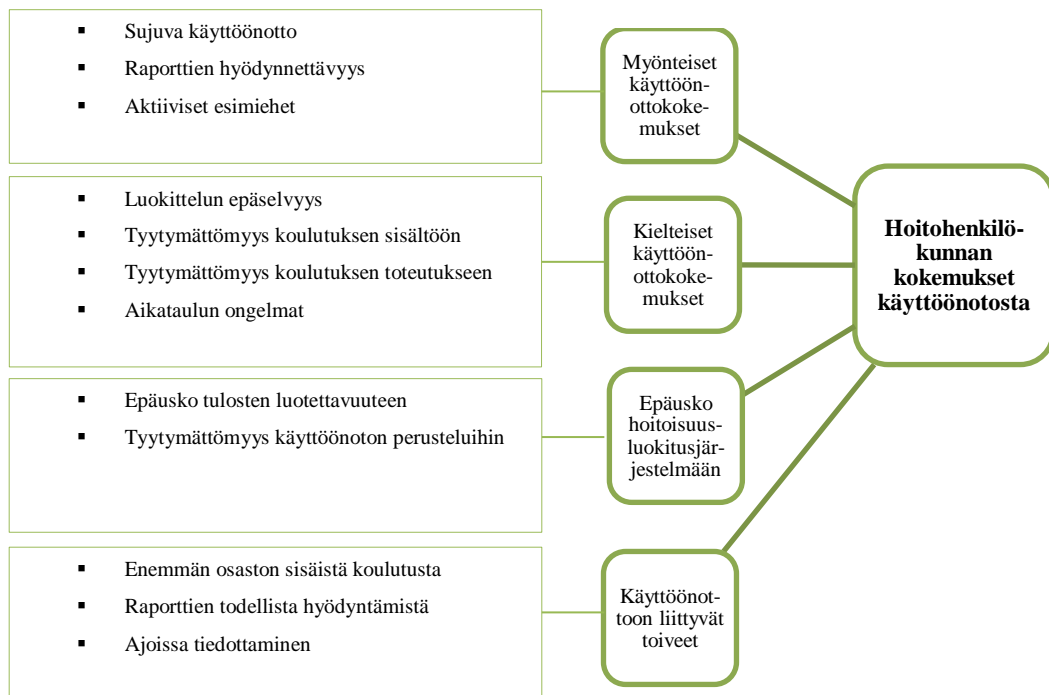 ▪ Sujuva käyttöönotto
▪ Raporttien hyödynnettävyys
▪ Aktiiviset esimiehet
Myönteiset
käyttöön-
ottokoke-
mukset
▪ Luokittelun epäselvyys
▪ Tyytymättömyys koulutuksen sisältöön
▪ Tyytymättömyys koulutuksen toteutukseen
▪ Aikataulun ongelmat
Kielteiset
käyttöön-
ottokoke-
mukset
▪ Epäusko tulosten luotettavuuteen
▪ Tyytymättömyys käyttöönoton perusteluihin
Epäusko
hoitoisuus-
luokitusjär-
jestelmään
▪ Enemmän osaston sisäistä koulutusta
▪ Raporttien todellista hyödyntämistä
▪ Ajoissa tiedottaminen
Käyttöönot-
toon liittyvät
toiveet
Hoitohenkilö-
kunnan
kokemukset
käyttöönotosta